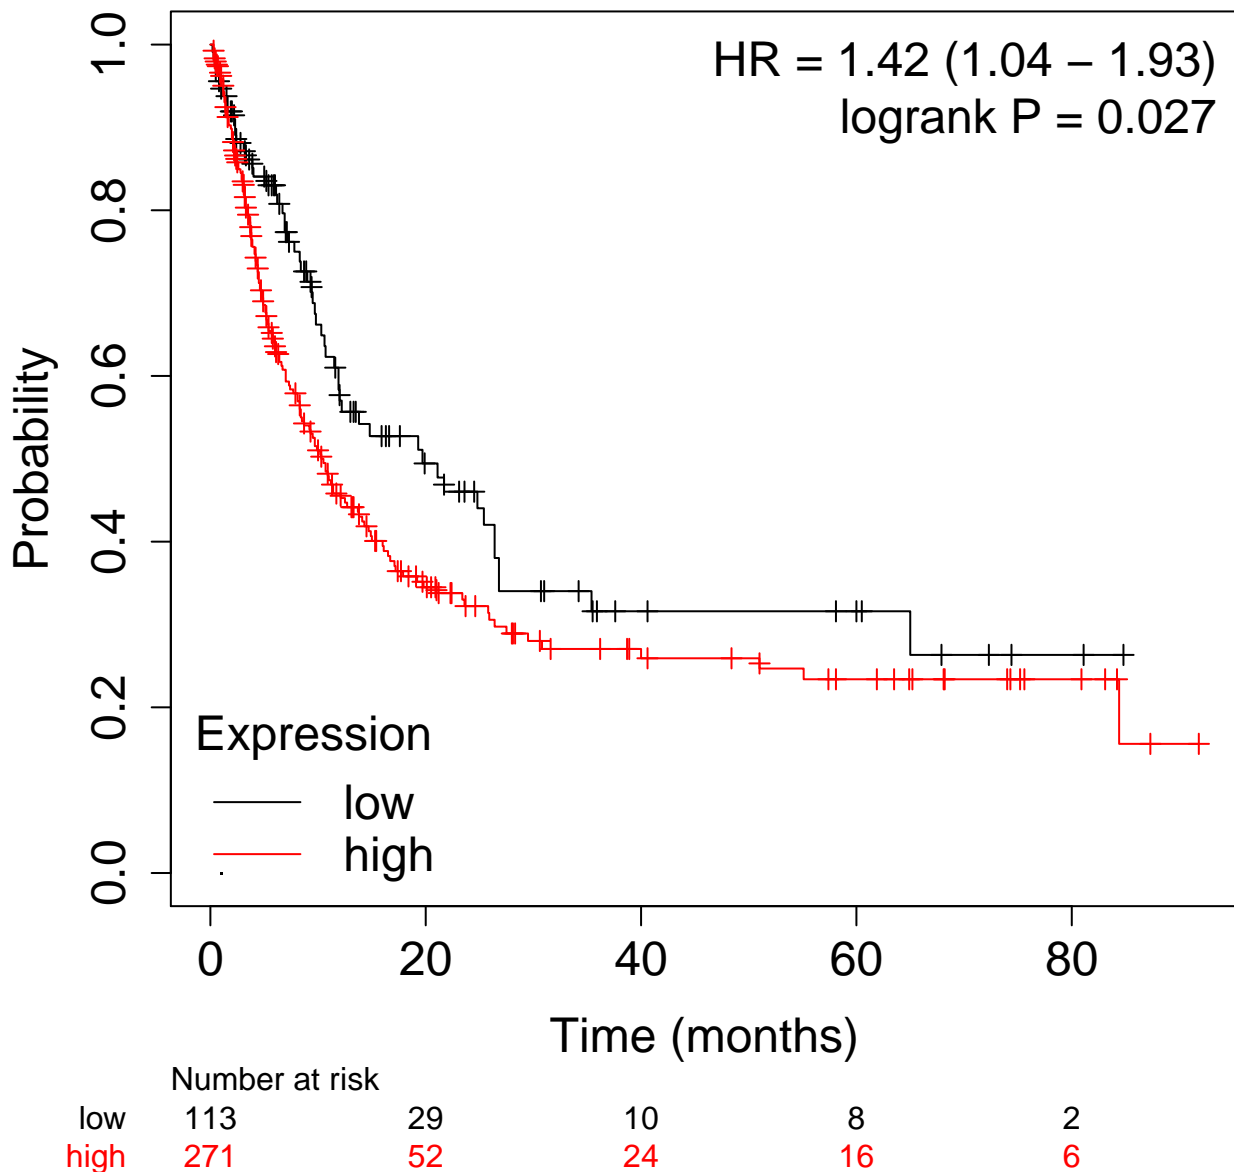 HR = 1.42 (1.04 − 1.93)
logrank P = 0.027
Probability
1.0
0.8
0.6
0.4
0.2
0.0
Expression
low
high
0 20 40 60 80
Time (months)
Number at risk
low 113 29 10 8 2
high 271 52 24 16 6